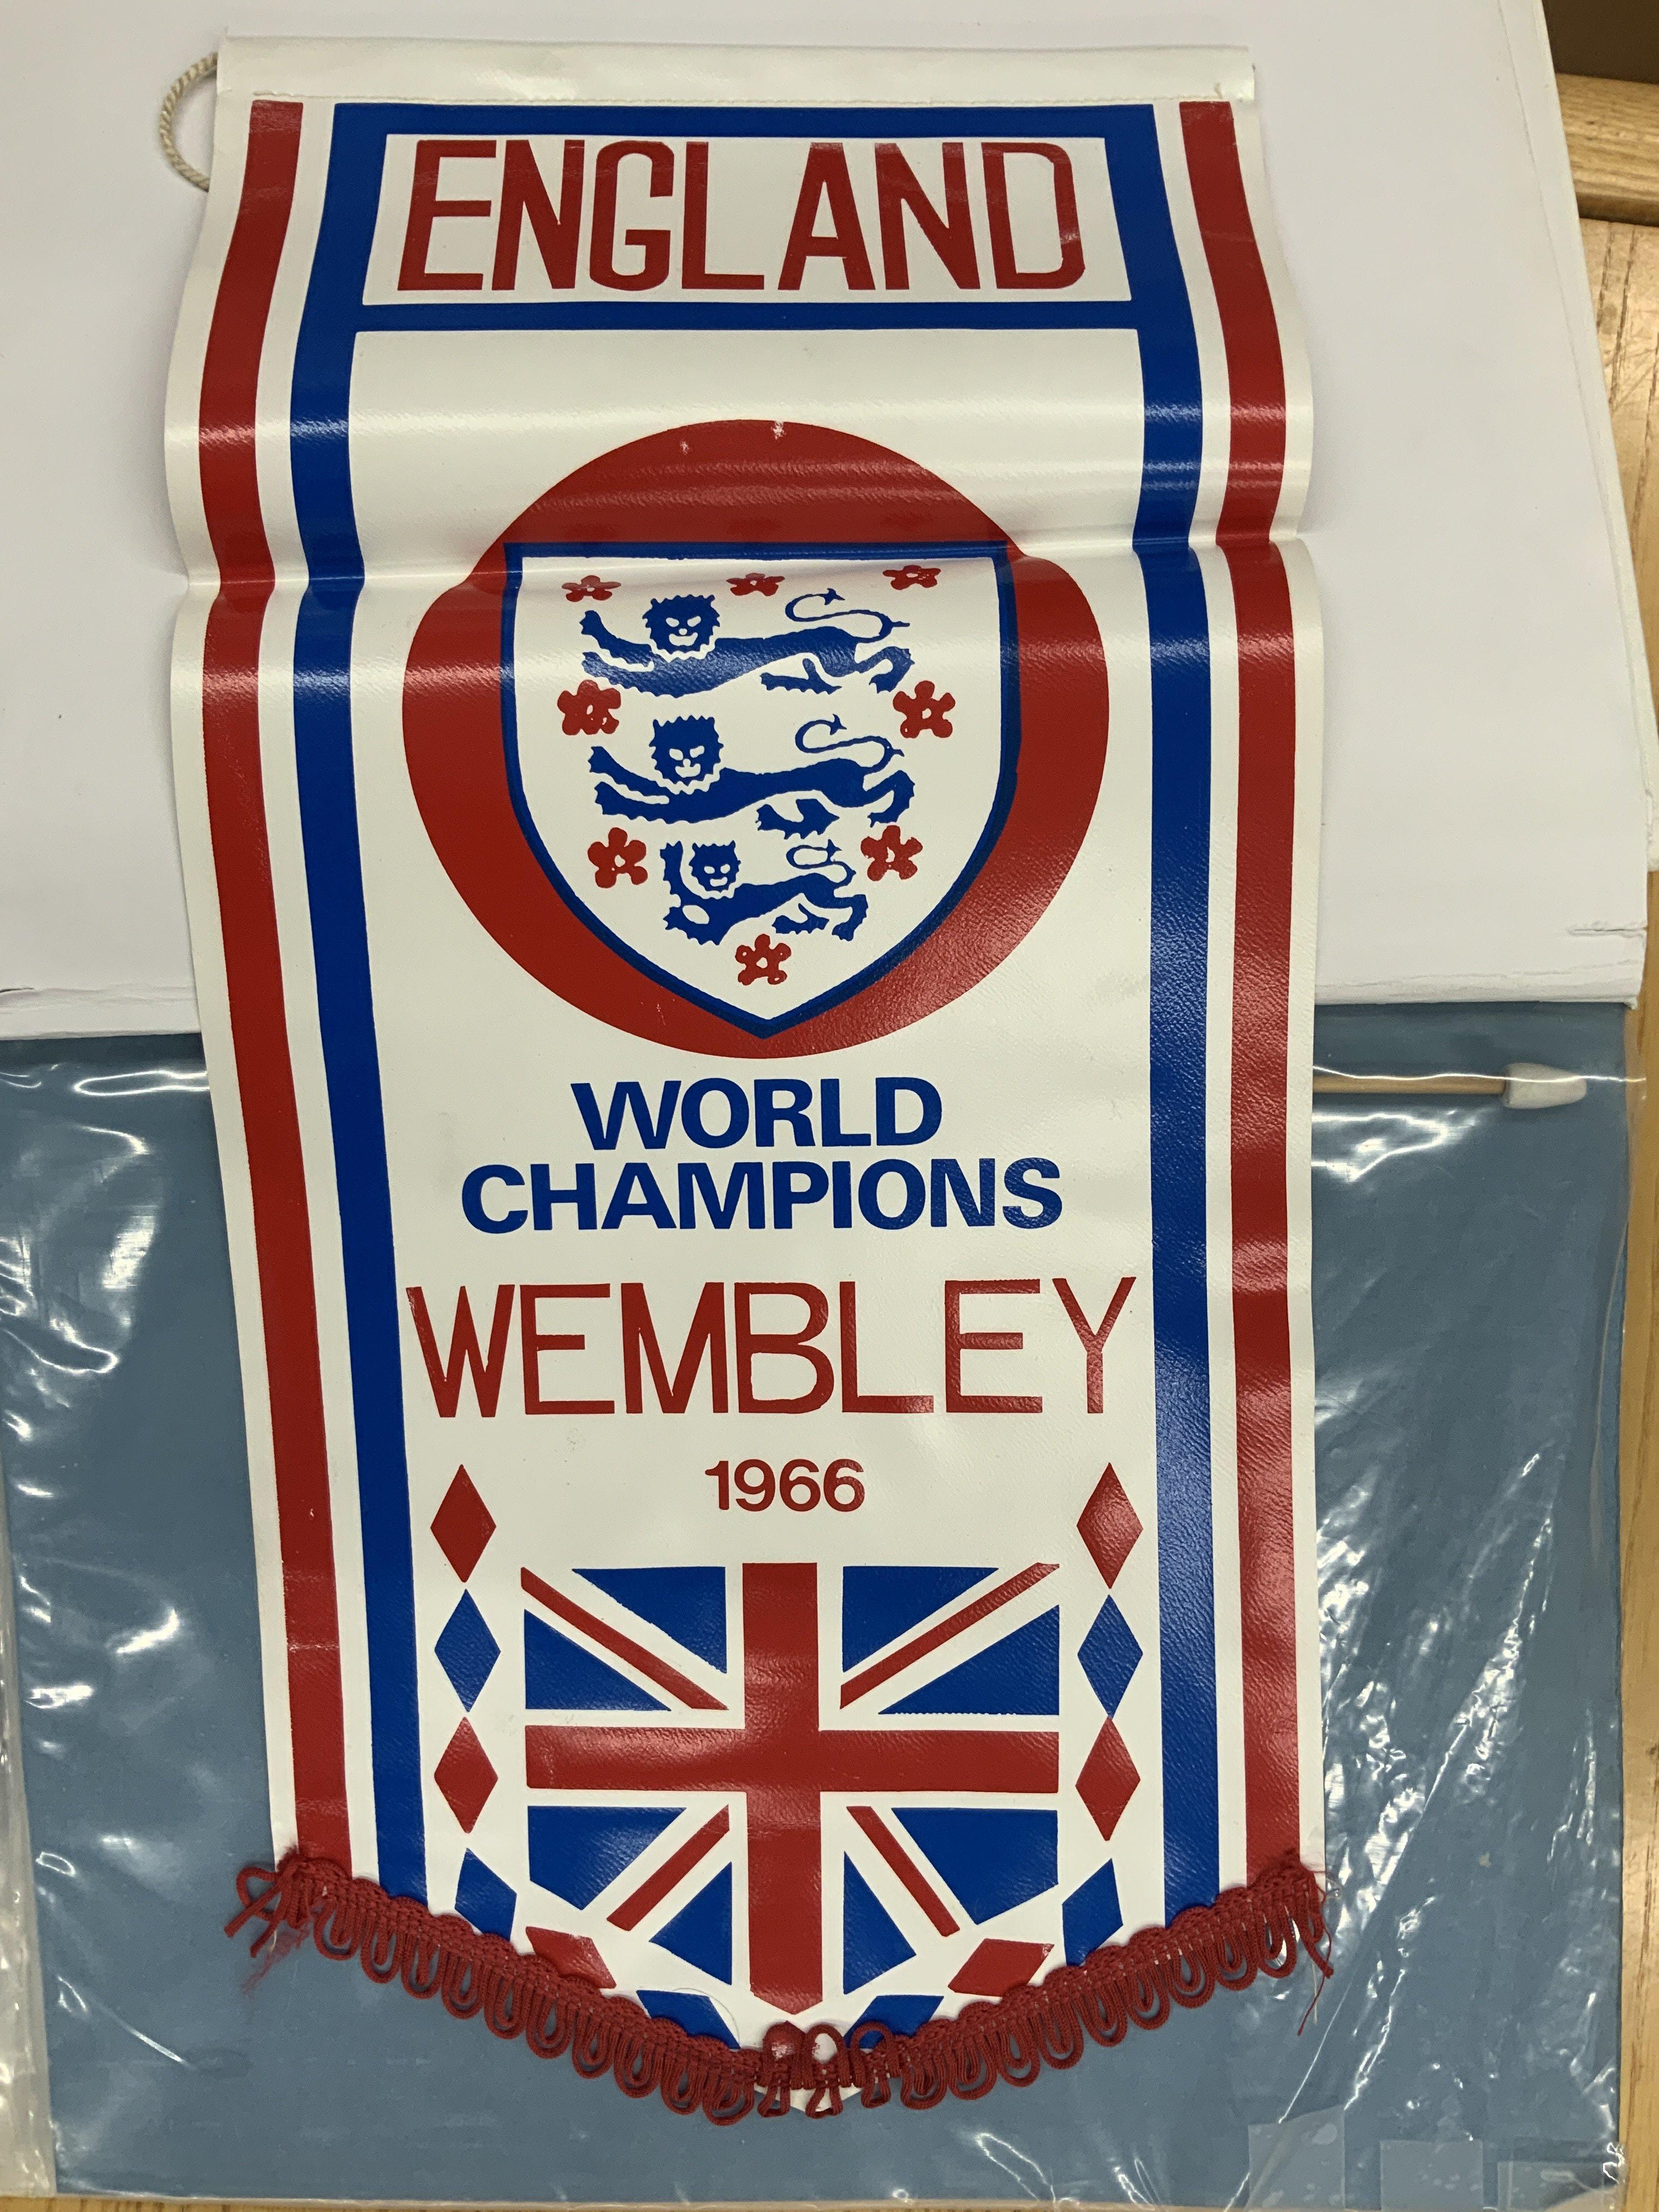 ENGLAND
WORLD
CHAMPIONS
WEMBLEY
1966